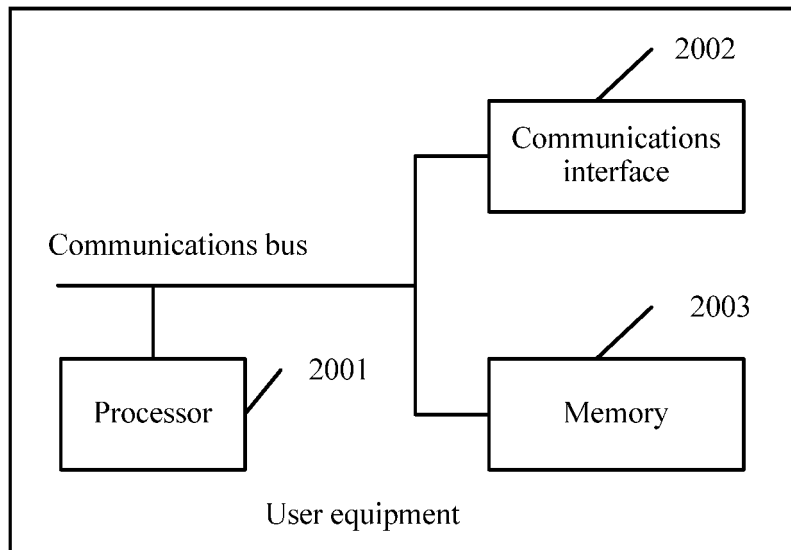 2002
Communications
interface
Communications bus
2003
2001
Processor
Memory
User equipment